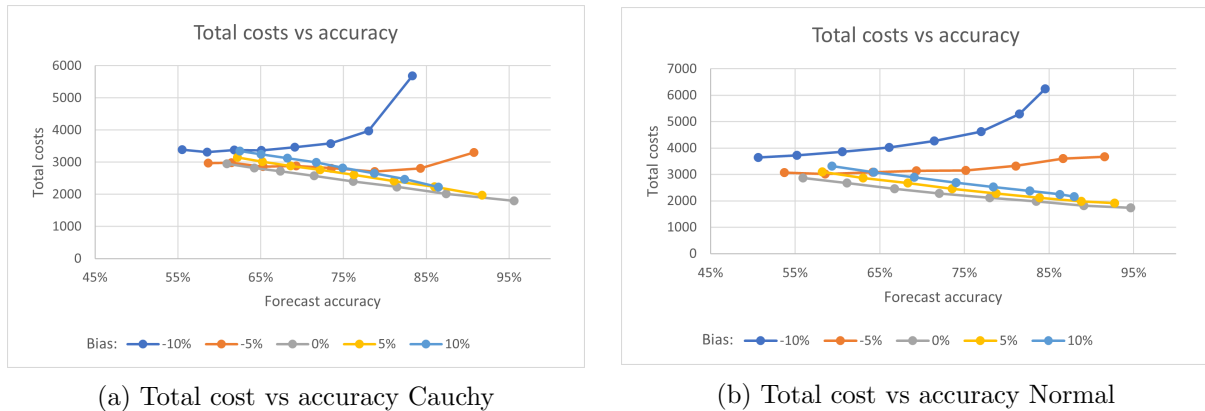 Total costs vs accuracy
Total costs
6000
5000
4000
3000
2000
1000
0
45% 55% 65% 75% 85% 95%
Forecast accuracy
Bias: -10% -5% 0% 5% 10%
(a) Total cost vs accuracy Cauchy
Total costs vs accuracy
Total costs
7000
6000
5000
4000
3000
2000
1000
0
45% 55% 65% 75% 85% 95%
Forecast accuracy
Bias: -10% -5% 0% 5% 10%
(b) Total cost vs accuracy Normal